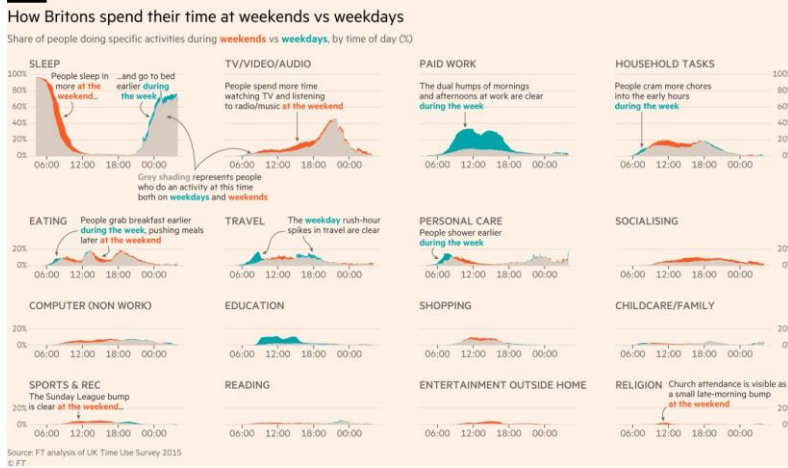 How Britons spend their time at weekends vs weekdays
Share of people doing specific activities during weekends vs weekdays, by time of day (%)
SLEEP
People sleep in
more at the
weekend...
...and go to bed
earlier during
the week
100%
80%
60%
40%
20%
0%
06:00 12:00 18:00 00:00
TV/VIDEO/AUDIO
People spend more time
watching TV and listening
to radio/music at the weekend
06:00 12:00 18:00 00:00
PAID WORK
The dual humps of mornings
and afternoons at work are clear
during the week
06:00 12:00 18:00 00:00
HOUSEHOLD TASKS
People cram more chores
into the early hours
during the week
06:00 12:00 18:00 00:00
Grey shading represents people
who do an activity at this time
both on weekdays and weekends
EATING
People grab breakfast earlier
during the week, pushing meals
later at the weekend
20%
0%
06:00 12:00 18:00 00:00
TRAVEL
The weekday rush-hour
spikes in travel are clear
06:00 12:00 18:00 00:00
PERSONAL CARE
People shower earlier
during the week
06:00 12:00 18:00 00:00
SOCIALISING
06:00 12:00 18:00 00:00
COMPUTER (NON WORK)
20%
0%
06:00 12:00 18:00 00:00
EDUCATION
06:00 12:00 18:00 00:00
SHOPPING
06:00 12:00 18:00 00:00
CHILDCARE/FAMILY
06:00 12:00 18:00 00:00
SPORTS & REC
The Sunday League bump
is clear at the weekend...
20%
0%
06:00 12:00 18:00 00:00
READING
06:00 12:00 18:00 00:00
ENTERTAINMENT OUTSIDE HOME
06:00 12:00 18:00 00:00
RELIGION
Church attendance is visible as
a small late-morning bump
at the weekend
06:00 12:00 18:00 00:00
Source: FT analysis of UK Time Use Survey 2015
© FT